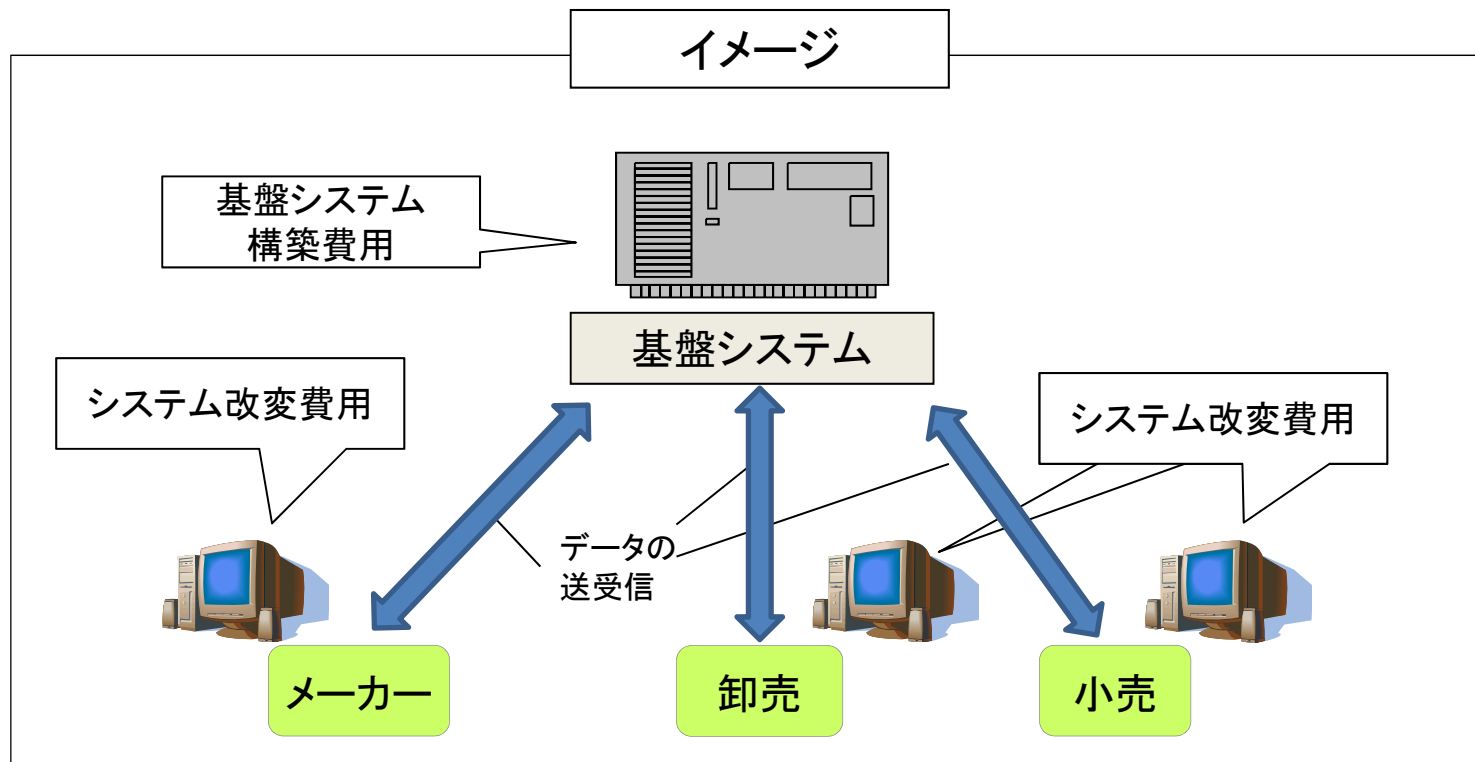 イメージ
基盤システム
構築費用
基盤システム
システム改変費用
システム改変費用
データの
送受信
メーカー
卸売
小売